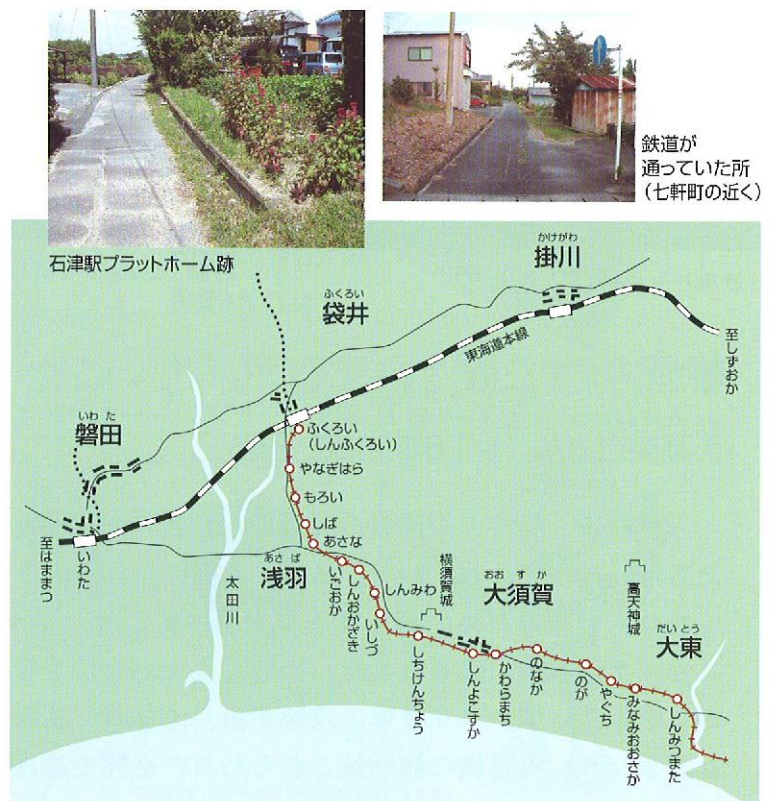 鉄道が
通っていた所
(七軒町の近く)
石津駅プラットホーム跡
かけがわ
掛川
ふくろい
袋井
東海道本線
至しずおか
いわた
磐田
ふくろい
(しんふくろい)
やなぎはら
もろい
しば
あさな
至はままつ
いわた
太田川
あさば
浅羽
いごおか
しんおかざき
しんみわ
いしづ
横須賀城
おおすか
大須賀
高天神城
だいとう
大東
しちけんちょう
しんよこすか
かわらまち
のなか
のが
やぐち
みなみおおさか
しんみつまた